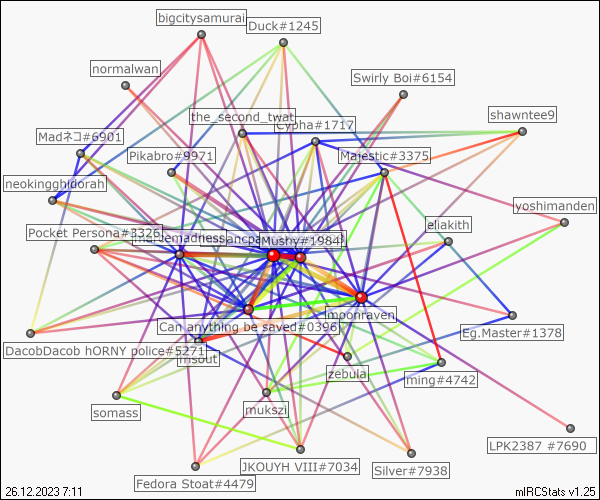 bigcitysamurai
Duck#1245
normalwan
Swirly Boi#6154
the_second_twat
Cypha#1717
shawntee9
Madネコ#6901
Pikabro#9971
Majestic#3375
neokingghidorah
yoshimanden
eliakith
Pocket Persona#3326
Mushy#1984
moonraven
Can anything be saved#0396
Eg.Master#1378
DacobDacob hORNY police#5271
zebula
ming#4742
somass
mukszi
LPK2387 #7690
JKOUYH VIII#7034
Silver#7938
Fedora Stoat#4479
26.12.2023 7:11
mIRCStats v1.25